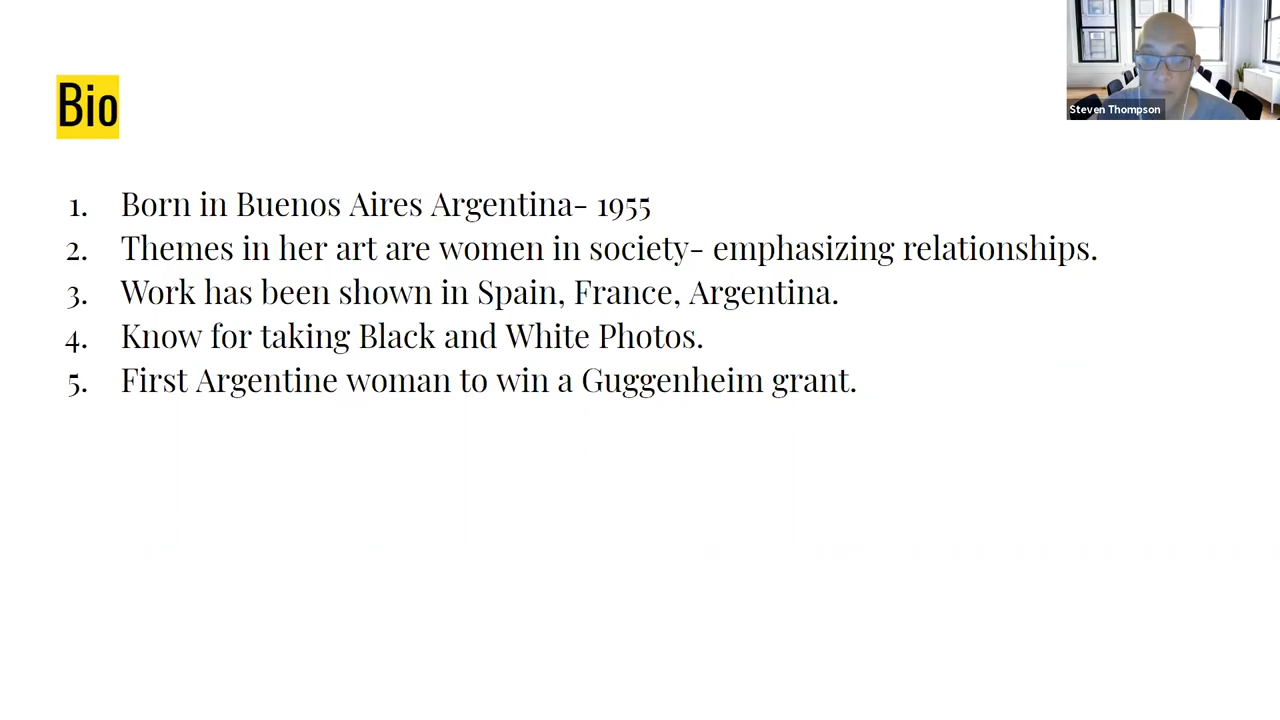 Bio
Steven Thompson
1. Born in Buenos Aires Argentina- 1955
2. Themes in her art are women in society- emphasizing relationships.
3. Work has been shown in Spain, France, Argentina.
4. Know for taking Black and White Photos.
5. First Argentine woman to win a Guggenheim grant.